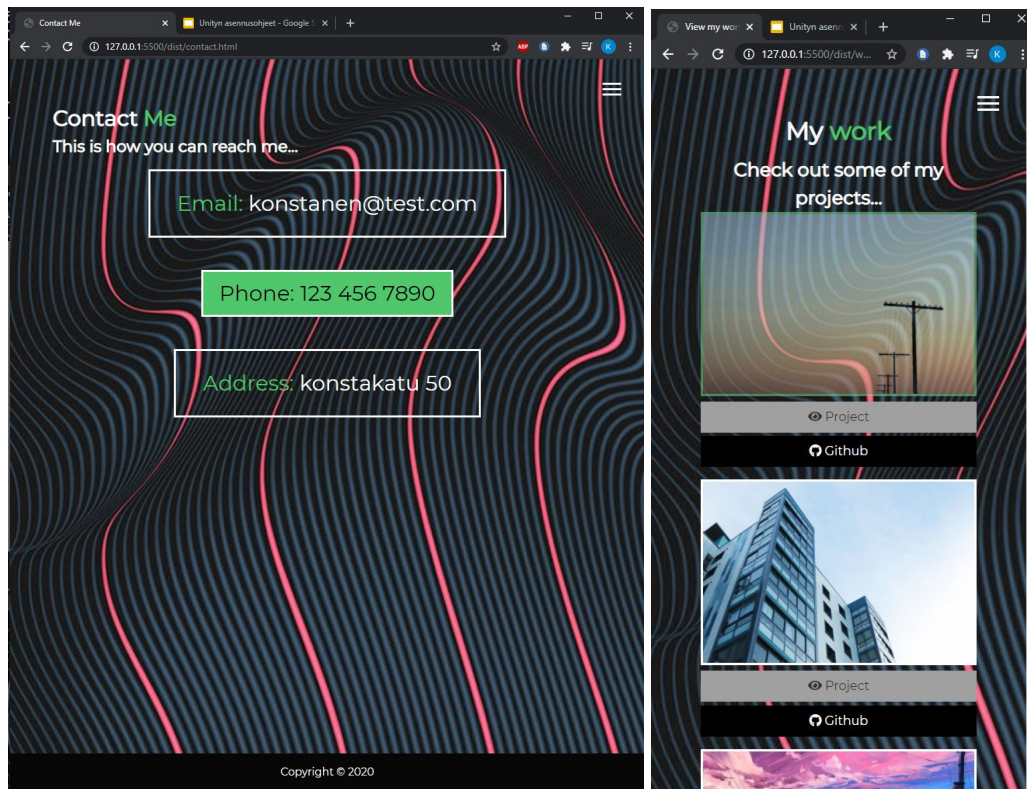 Contact Me
Unityn asennusohjeet - Google S
127.0.0.1:5500/dist/contact.html
ABP
K
Contact Me
This is how you can reach me...
Email: konstanen@test.com
Phone: 123 456 7890
Address: konstakatu 50
Copyright © 2020
View my wor
Unityn asenn
127.0.0.1:5500/dist/w...
K
My work
Check out some of my
projects...
Project
Github
Project
Github